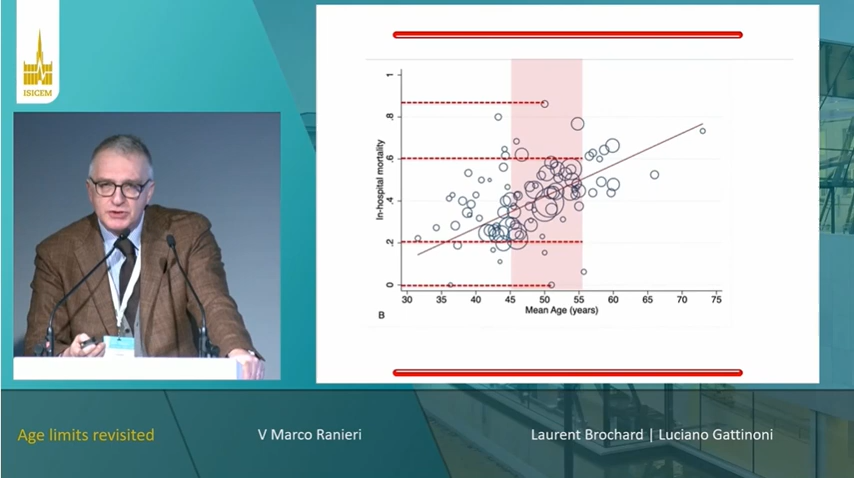 ISICEM
1
.8
.6
.4
.2
0
In-hospital mortality
30 35 40 45 50 55 60 65 70 75
Mean Age (years)
B
Age limits revisited
V Marco Ranieri
Laurent Brochard | Luciano Gattinoni